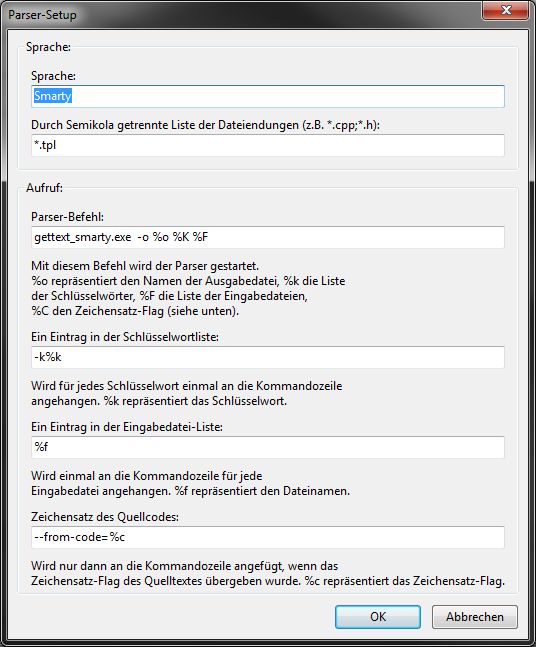 Parser-Setup
Sprache:
Sprache:
Smarty
Durch Semikola getrennte Liste der Dateiendungen (z.B. *.cpp;*.h):
*.tpl
Aufruf:
Parser-Befehl:
gettext_smarty.exe  -o %o %K %F
Mit diesem Befehl wird der Parser gestartet.
%o repräsentiert den Namen der Ausgabedatei, %k die Liste
der Schlüsselwörter, %F die Liste der Eingabedateien,
%C den Zeichensatz-Flag (siehe unten).
Ein Eintrag in der Schlüsselwortliste:
-k%k
Wird für jedes Schlüsselwort einmal an die Kommandozeile
angehangen. %k repräsentiert das Schlüsselwort.
Ein Eintrag in der Eingabedatei-Liste:
%f
Wird einmal an die Kommandozeile für jede
Eingabedatei angehangen. %f repräsentiert den Dateinamen.
Zeichensatz des Quellcodes:
--from-code=%c
Wird nur dann an die Kommandozeile angefügt, wenn das
Zeichensatz-Flag des Quelltextes übergeben wurde. %c repräsentiert das Zeichensatz-Flag.
OK
Abbrechen